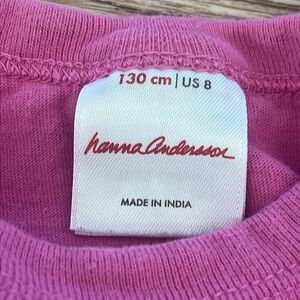 130 cm | US 8
hanna Andersson
MADE IN INDIA